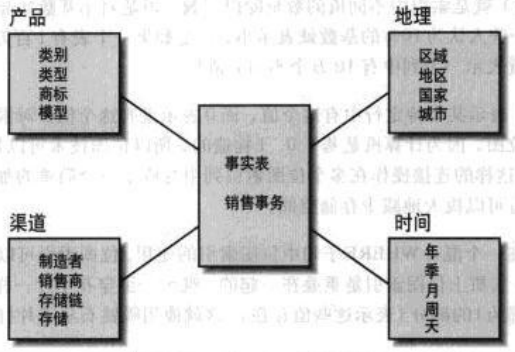 产品
类别
类型
商标
模型
地理
区域
地区
国家
城市
事实表
销售事务
渠道
制造者
销售商
存储链
存储
时间
年
季
月
周
天